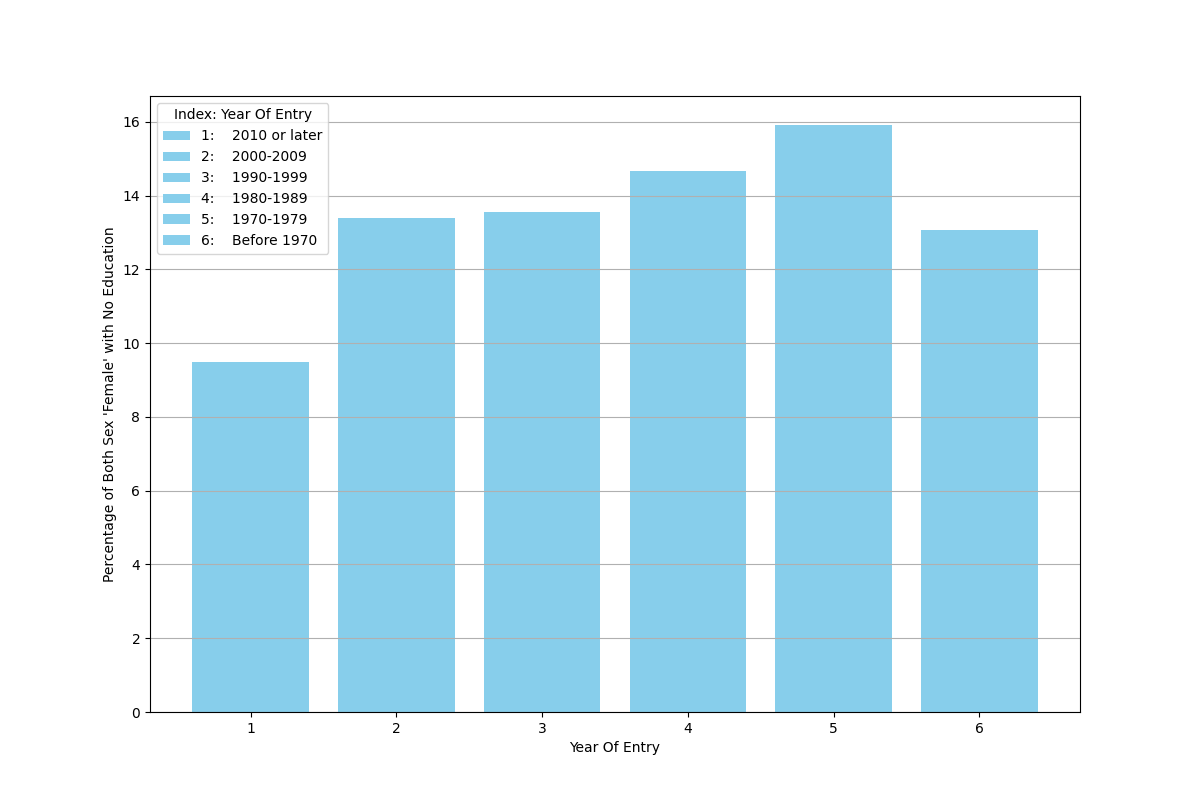 Index: Year Of Entry
1: 2010 or later
2: 2000-2009
3: 1990-1999
4: 1980-1989
5: 1970-1979
6: Before 1970
Percentage of Both Sex 'Female' with No Education
16
14
12
10
8
6
4
2
0
1 2 3 4 5 6
Year Of Entry